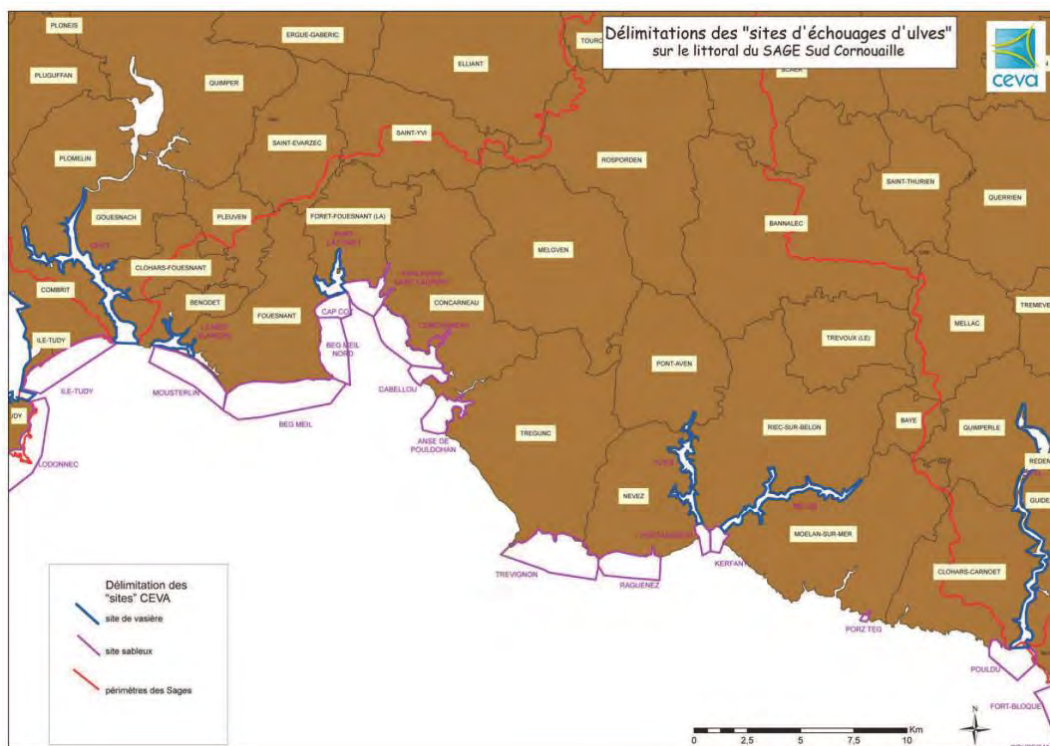 Délimitations des "sites d'échouages d'ulves"
sur le littoral du SAGE Sud Cornouaille
ceva
PLONEIS
ERGUE-GABERIC
ELLIANT
PLUGUFFAN
QUIMPER
SAINT-EVARZEC
SAINT-YVI
ROSPORDEN
PLOMELIN
SAINT-THURIEN
QUERRIEN
GOUESNACH
PLEUVEN
FORET-FOUESNANT (LA)
BANNALEC
MELGVEN
CLOHARS-FOUESNANT
COMBRIT
BENODET
FOUESNANT
CONCARNEAU
MELLAC
CAP CO
ILE-TUDY
TREVOUX (LE)
BEG MEIL
NORD
PONT-AVEN
ILE-TUDY
MOUSTERLIN
CABELLOU
BEG MEIL
ANSE DE
POULDOHAN
TREGUNC
RIEC-SUR-BELON
BAYE
QUIMPERLE
LODONNEC
NEVEZ
MOELAN-SUR-MER
KERFANY
TREVIGNON
RAGUENEZ
CLOHARS-CARNOET
PORZ TEG
POULDU
FORT-BLOQUE
Délimitation des
"sites" CEVA
site de vasière
site sableux
périmètres des Sages
N
Km
0 2,5 5 7,5 10